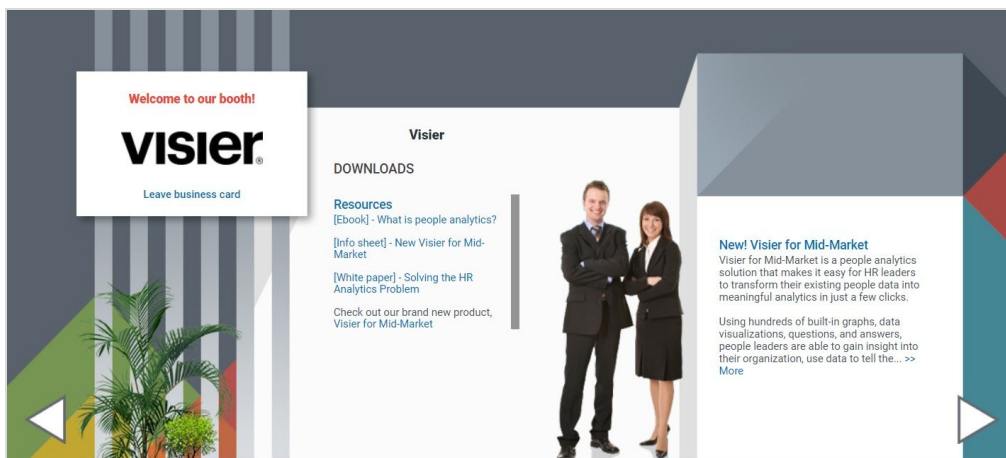 Welcome to our booth!
VISIER®
Leave business card
Visier
DOWNLOADS
Resources
[Ebook] - What is people analytics?
[Info sheet] - New Visier for Mid-
Market
[White paper] - Solving the HR
Analytics Problem
Check out our brand new product,
Visier for Mid-Market
New! Visier for Mid-Market
Visier for Mid-Market is a people analytics
solution that makes it easy for HR leaders
to transform their existing people data into
meaningful analytics in just a few clicks.
Using hundreds of built-in graphs, data
visualizations, questions, and answers,
people leaders are able to gain insight into
their organization, use data to tell the... >>
More